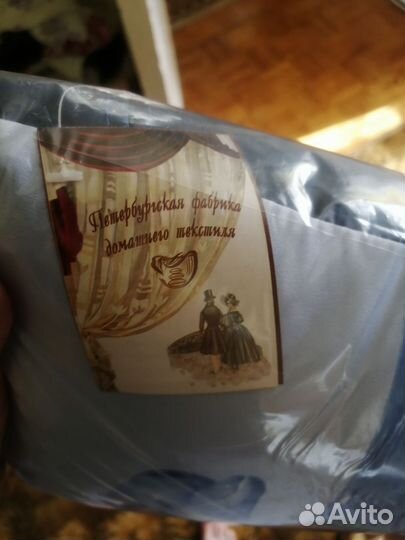 Петербургская фабрика
домашнего текстиля
Avito